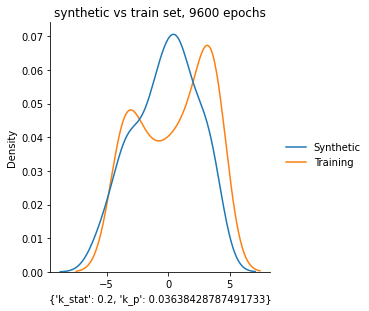 synthetic vs train set, 9600 epochs
0.07
0.06
0.05
0.04
0.03
0.02
0.01
0.00
Density
−5 0 5
{'k_stat': 0.2, 'k_p': 0.03638428787491733}
Synthetic
Training